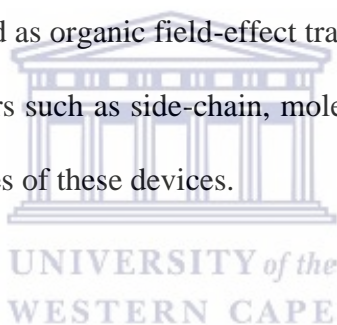 d as organic field-effect tra
rs such as side-chain, mole
es of these devices.
UNIVERSITY of the
WESTERN CAPE